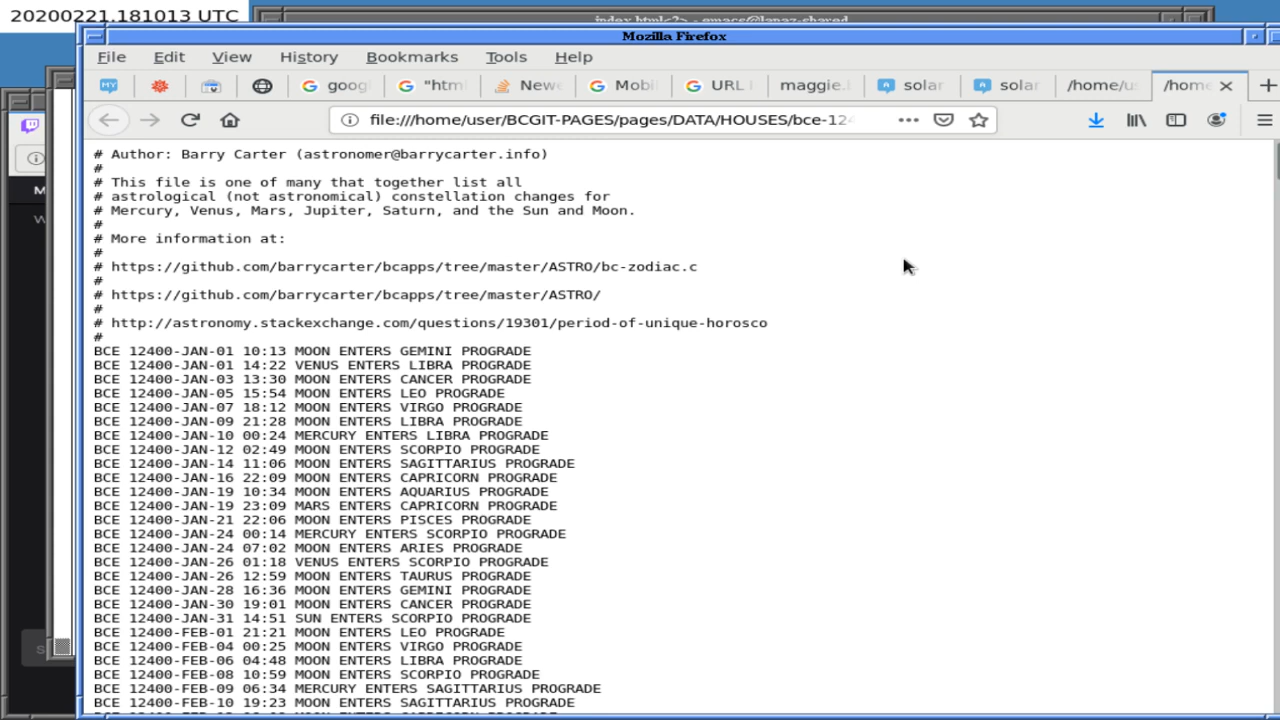 20200221.181013 UTC
index.html<2> - emacs@lapaz-shared
Mozilla Firefox
File Edit View History Bookmarks Tools Help
goog "htm New Mobi URL maggie. solar solar /home/us /home
file:///home/user/BCGIT-PAGES/pages/DATA/HOUSES/bce-124
# Author: Barry Carter (astronomer@barrycarter.info)
#
# This file is one of many that together list all
# astrological (not astronomical) constellation changes for
# Mercury, Venus, Mars, Jupiter, Saturn, and the Sun and Moon.
#
# More information at:
#
# https://github.com/barrycarter/bcapps/tree/master/ASTRO/bc-zodiac.c
#
# https://github.com/barrycarter/bcapps/tree/master/ASTRO/
#
# http://astronomy.stackexchange.com/questions/19301/period-of-unique-horosco
#
BCE 12400-JAN-01 10:13 MOON ENTERS GEMINI PROGRADE
BCE 12400-JAN-01 14:22 VENUS ENTERS LIBRA PROGRADE
BCE 12400-JAN-03 13:30 MOON ENTERS CANCER PROGRADE
BCE 12400-JAN-05 15:54 MOON ENTERS LEO PROGRADE
BCE 12400-JAN-07 18:12 MOON ENTERS VIRGO PROGRADE
BCE 12400-JAN-09 21:28 MOON ENTERS LIBRA PROGRADE
BCE 12400-JAN-10 00:24 MERCURY ENTERS LIBRA PROGRADE
BCE 12400-JAN-12 02:49 MOON ENTERS SCORPIO PROGRADE
BCE 12400-JAN-14 11:06 MOON ENTERS SAGITTARIUS PROGRADE
BCE 12400-JAN-16 22:09 MOON ENTERS CAPRICORN PROGRADE
BCE 12400-JAN-19 10:34 MOON ENTERS AQUARIUS PROGRADE
BCE 12400-JAN-19 23:09 MARS ENTERS CAPRICORN PROGRADE
BCE 12400-JAN-21 22:06 MOON ENTERS PISCES PROGRADE
BCE 12400-JAN-24 00:14 MERCURY ENTERS SCORPIO PROGRADE
BCE 12400-JAN-24 07:02 MOON ENTERS ARIES PROGRADE
BCE 12400-JAN-26 01:18 VENUS ENTERS SCORPIO PROGRADE
BCE 12400-JAN-26 12:59 MOON ENTERS TAURUS PROGRADE
BCE 12400-JAN-28 16:36 MOON ENTERS GEMINI PROGRADE
BCE 12400-JAN-30 19:01 MOON ENTERS CANCER PROGRADE
BCE 12400-JAN-31 14:51 SUN ENTERS SCORPIO PROGRADE
BCE 12400-FEB-01 21:21 MOON ENTERS LEO PROGRADE
BCE 12400-FEB-04 00:25 MOON ENTERS VIRGO PROGRADE
BCE 12400-FEB-06 04:48 MOON ENTERS LIBRA PROGRADE
BCE 12400-FEB-08 10:59 MOON ENTERS SCORPIO PROGRADE
BCE 12400-FEB-09 06:34 MERCURY ENTERS SAGITTARIUS PROGRADE
BCE 12400-FEB-10 19:23 MOON ENTERS SAGITTARIUS PROGRADE